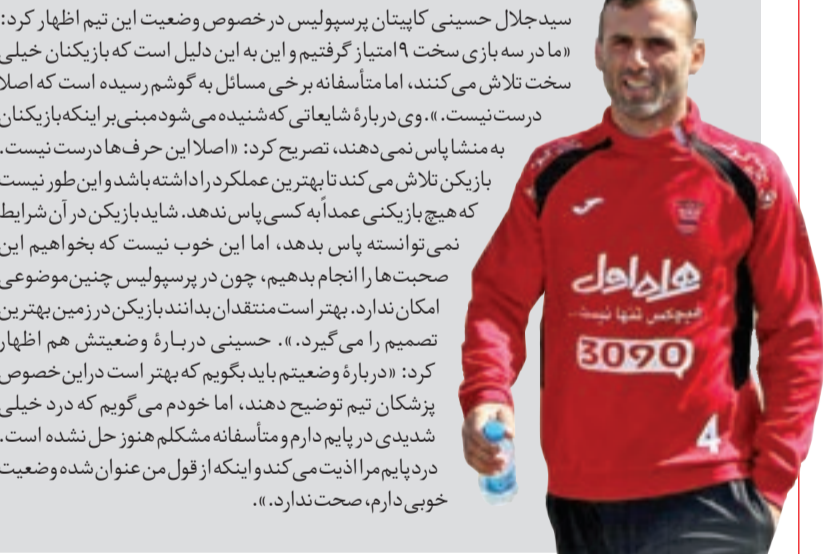 سیدجلال حسینی کاپیتان پرسپولیس در خصوص وضعیت این تیم اظهار کرد:
«ما در سه بازی سخت ۹ امتیاز گرفتیم و این به این دلیل است که بازیکنان خیلی
سخت تلاش می‌کنند، اما متأسفانه برخی مسائل به گوشم رسیده است که اصلا
درست نیست.». وی دربارهٔ شایعاتی که شنیده می‌شود مبنی بر اینکه بازیکنان
به منشا پاس نمی‌دهند، تصریح کرد: «اصلا این حرف‌ها درست نیست.
بازیکن تلاش می‌کند تا بهترین عملکرد را داشته باشد و این طور نیست
که هیچ بازیکنی عمداً به کسی پاس ندهد. شاید بازیکن در آن شرایط
نمی‌توانسته پاس بدهد، اما این خوب نیست که بخواهیم این
صحبت‌ها را انجام بدهیم، چون در پرسپولیس چنین موضوعی
امکان ندارد. بهتر است منتقدان بدانند بازیکن در زمین بهترین
تصمیم را می‌گیرد.». حسینی دربـارهٔ وضعیتش هم اظهار
کرد: «دربارهٔ وضعیتم باید بگویم که بهتر است در این خصوص
پزشکان تیم توضیح دهند، اما خودم می‌گویم که درد خیلی
شدیدی در پایم دارم و متأسفانه مشکلم هنوز حل نشده است.
درد پایم مرا اذیت می‌کند و اینکه از قول من عنوان شده وضعیت
خوبی دارم، صحت ندارد.».
همراه اول
هیچکس تنها نیست...
3090
4